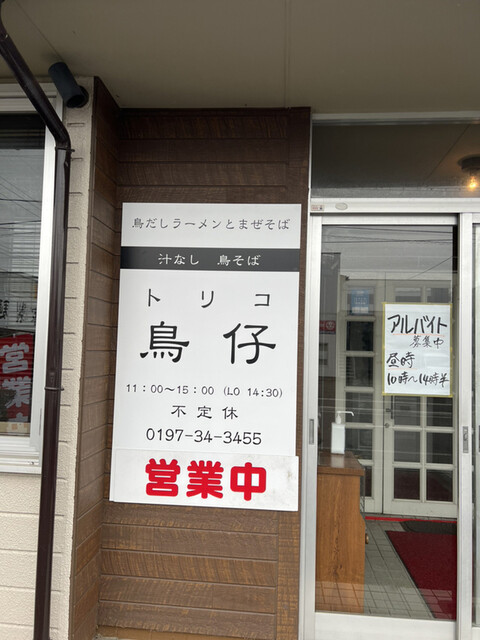 鳥だしラーメンとまぜそば
汁なし 鳥そば
トリコ
鳥仔
11:00～15:00 (LO 14:30)
不定休
0197-34-3455
営業中
アルバイト
募集中
昼時
10時～14時半
営業